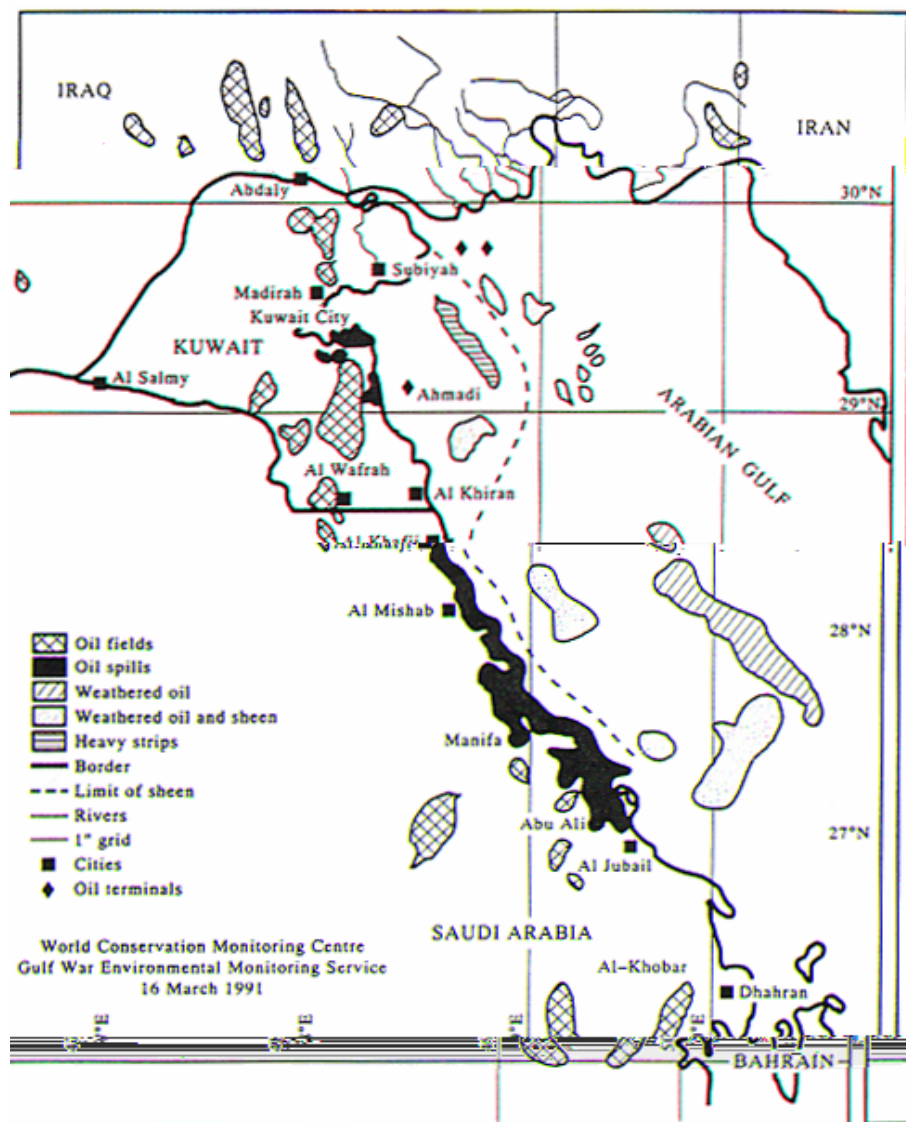 IRAQ
IRAN
Abdaly
30°N
Subiyah
Madirah
Kuwait City
KUWAIT
Al Salmy
Ahmadi
29°N
ARABIAN GULF
Al Wafrah
Al Khiran
Al Khafji
Al Mishab
28°N
Oil fields
Oil spills
Weathered oil
Weathered oil and sheen
Heavy strips
Border
Limit of sheen
Rivers
1° grid
Cities
Oil terminals
Manifa
Abu Ali
27°N
Al Jubail
SAUDI ARABIA
World Conservation Monitoring Centre
Gulf War Environmental Monitoring Service
16 March 1991
Al-Khobar
Dhahran
BAHRAIN